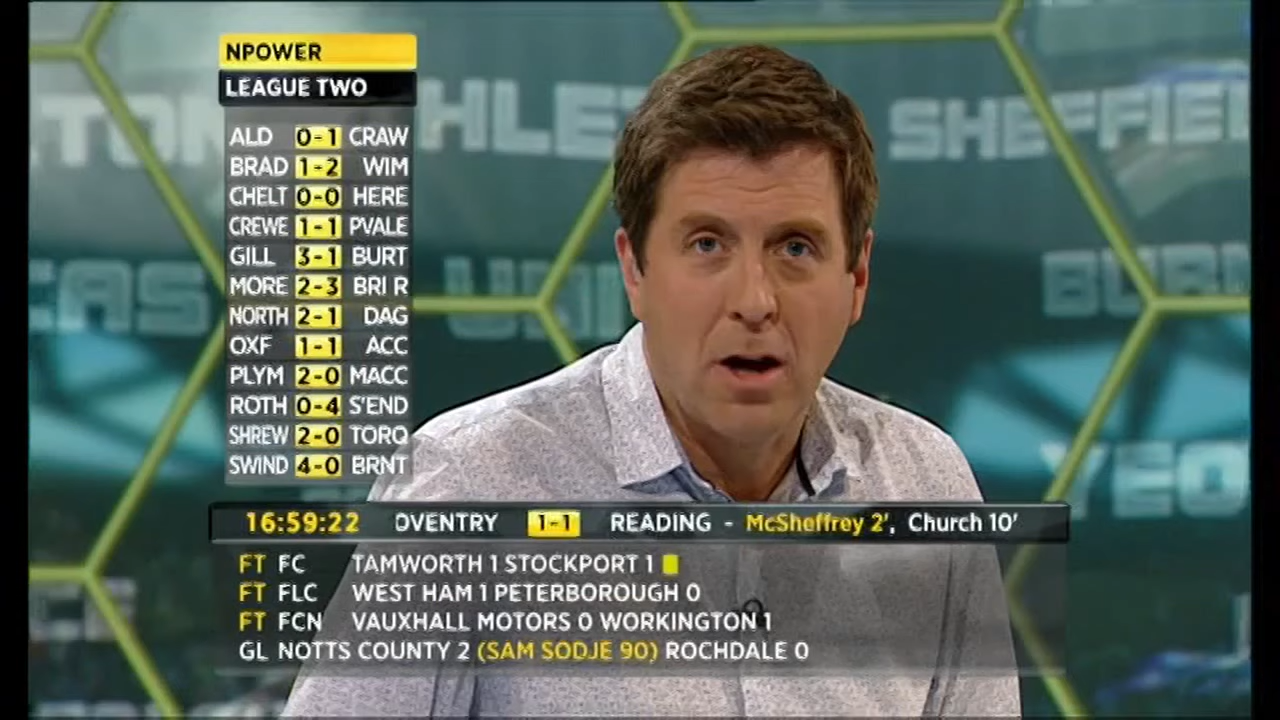 NPOWER
LEAGUE TWO
ALD 0-1 CRAW
BRAD 1-2 WIM
CHELT 0-0 HERE
CREWE 1-1 PVALE
GILL 3-1 BURT
MORE 2-3 BRI R
NORTH 2-1 DAG
OXF 1-1 ACC
PLYM 2-0 MACC
ROTH 0-4 S'END
SHREW 2-0 TORQ
SWIND 4-0 BRNT
SHEFFIEL
YEO
16:59:22 OVENTRY 1-1 READING - McSheffrey 2', Church 10'
FT FC TAMWORTH 1 STOCKPORT 1
FT FLC WEST HAM 1 PETERBOROUGH 0
FT FCN VAUXHALL MOTORS 0 WORKINGTON 1
GL NOTTS COUNTY 2 (SAM SODJE 90) ROCHDALE 0